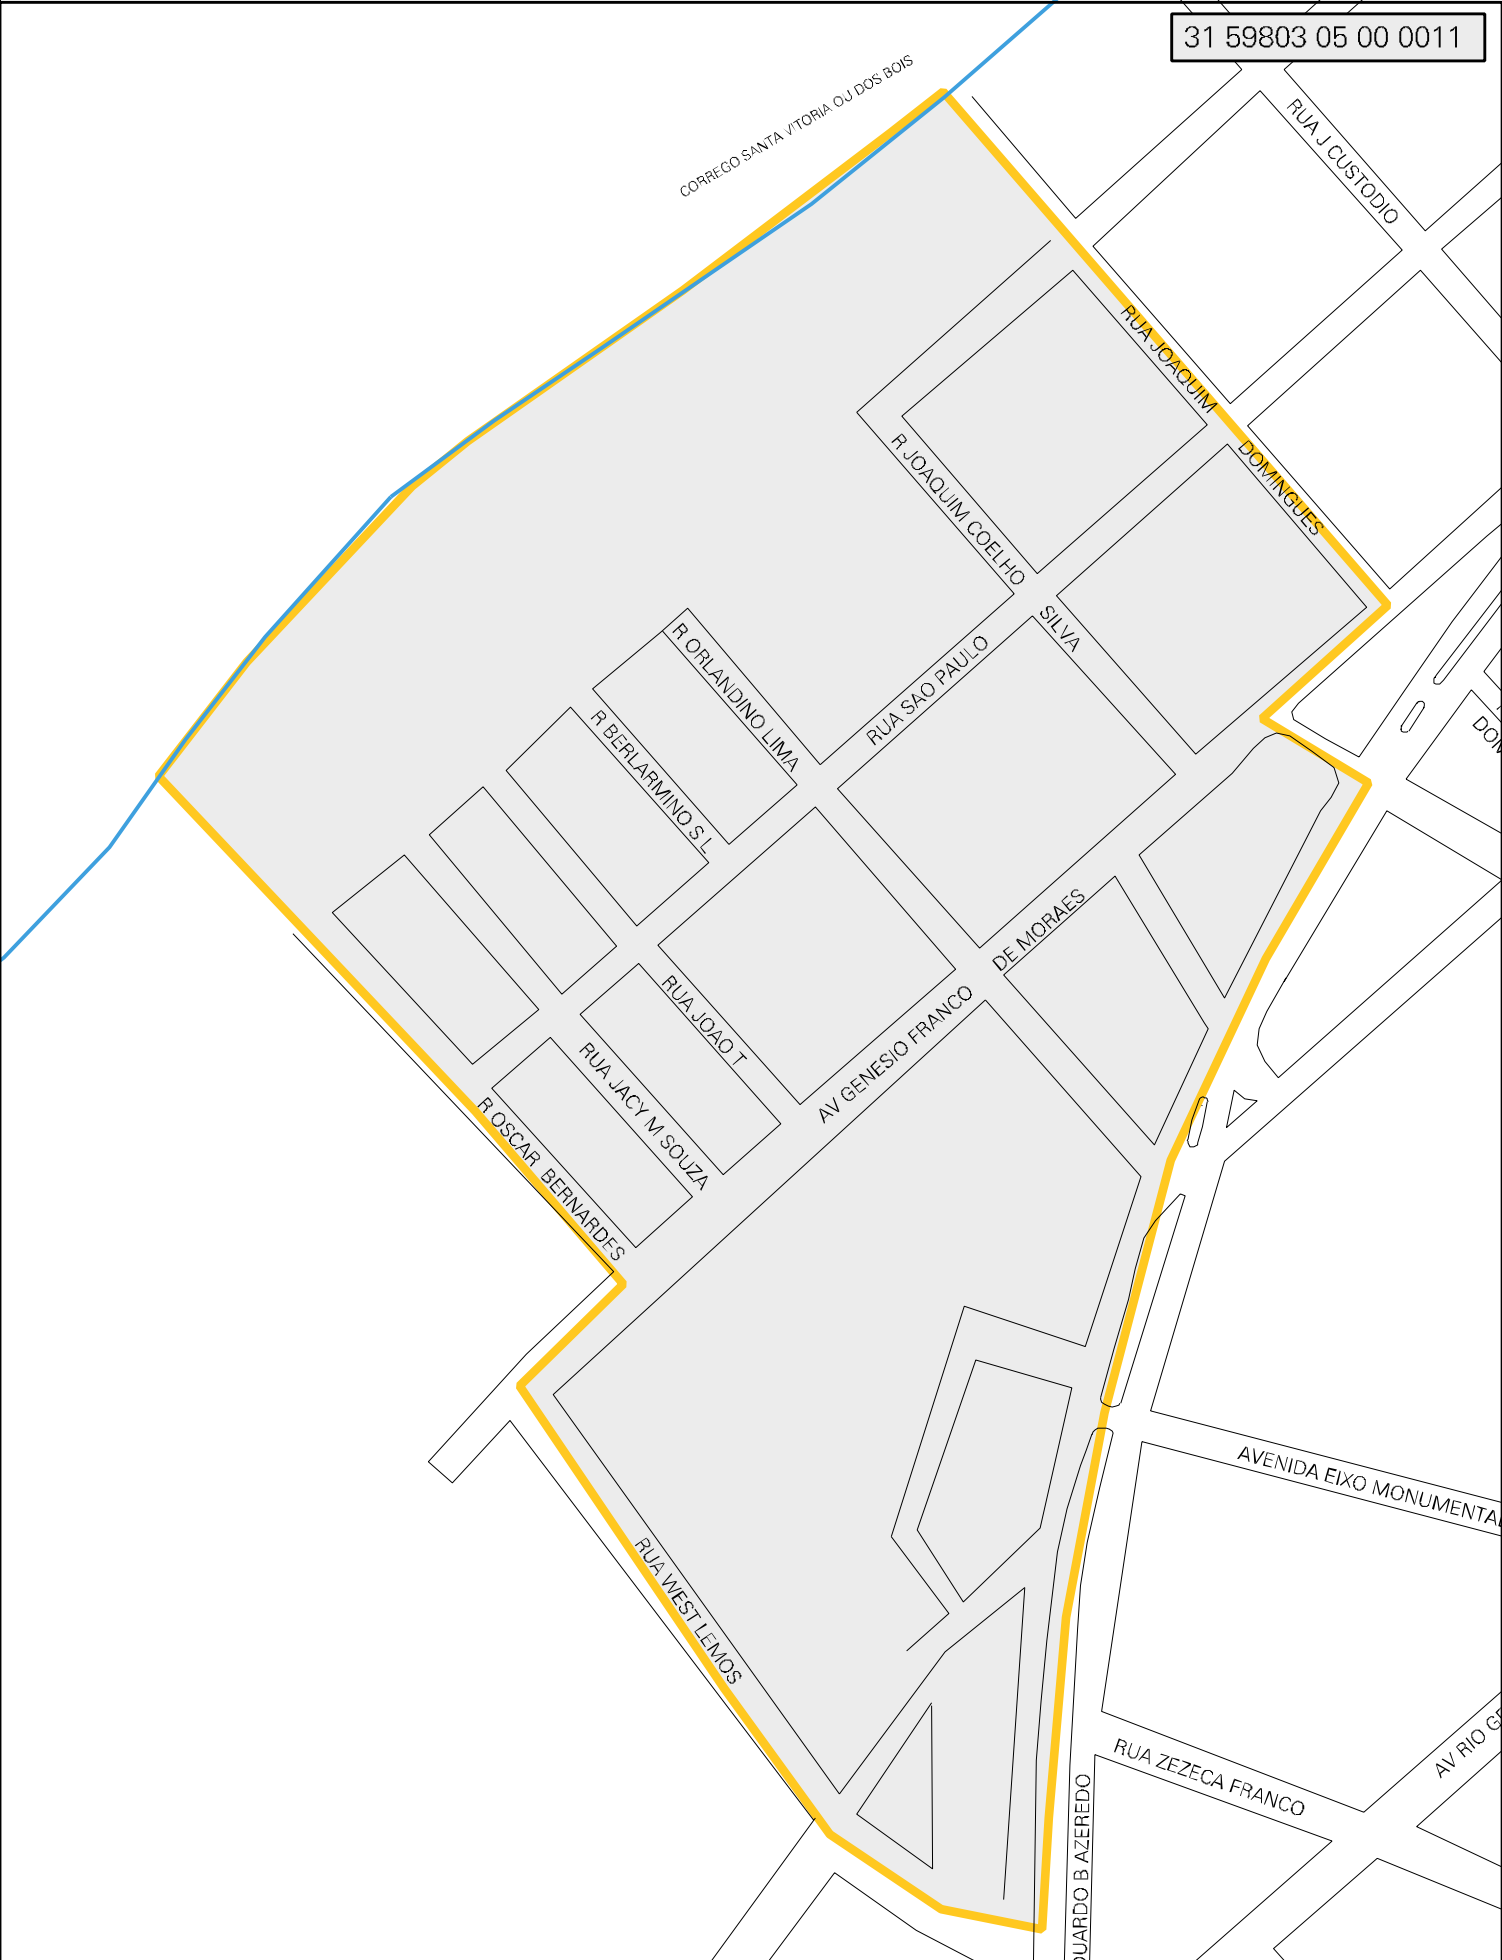 31 59803 05 00 0011
CORREGO SANTA VITORIA OU DOS BOIS
RUA J CUSTODIO
RUA JOAQUIM
DOMINGUES
R JOAQUIM COELHO
SILVA
R ORLANDINO LIMA
RUA SAO PAULO
R BERLARMINO S L
DE MORAES
RUA JOAO T
AV GENESIO FRANCO
RUA JACY M SOUZA
R OSCAR BERNARDES
AVENIDA EIXO MONUMENTAL
RUA WEST LEMOS
RUA ZEZECA FRANCO
AV RIO
B AZEREDO